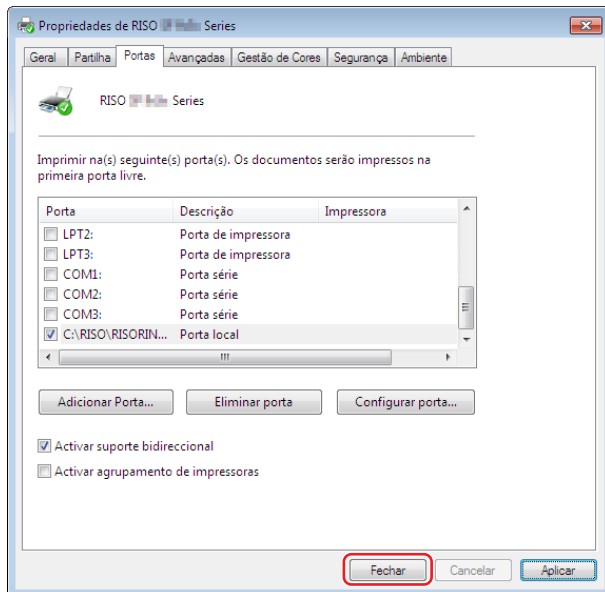 Propriedades de RISO Series
Geral Partilha Portas Avançadas Gestão de Cores Segurança Ambiente
RISO Series
Imprimir na(s) seguinte(s) porta(s). Os documentos serão impressos na
primeira porta livre.
Porta Descrição Impressora
LPT2: Porta de impressora
LPT3: Porta de impressora
COM1: Porta série
COM2: Porta série
COM3: Porta série
C:\RISO\RISORIN... Porta local
Adicionar Porta... Eliminar porta Configurar porta...
Activar suporte bidireccional
Activar agrupamento de impressoras
Fechar Cancelar Aplicar